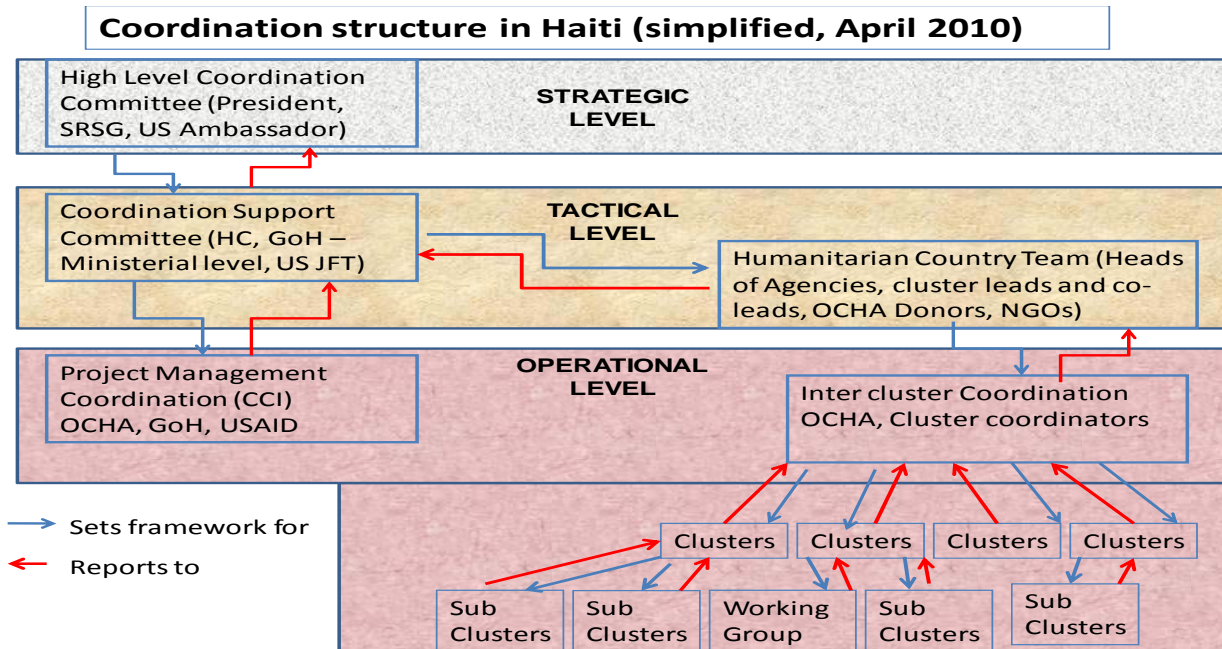 Coordination structure in Haiti (simplified, April 2010)
High Level Coordination
Committee (President,
SRSG, US Ambassador)
STRATEGIC
LEVEL
Coordination Support
Committee (HC, GoH –
Ministerial level, US JFT)
TACTICAL
LEVEL
Humanitarian Country Team (Heads
of Agencies, cluster leads and co-
leads, OCHA Donors, NGOs)
Project Management
Coordination (CCI)
OCHA, GoH, USAID
OPERATIONAL
LEVEL
Inter cluster Coordination
OCHA, Cluster coordinators
Sets framework for
Reports to
Clusters
Clusters
Clusters
Clusters
Sub
Clusters
Sub
Clusters
Working
Group
Sub
Clusters
Sub
Clusters